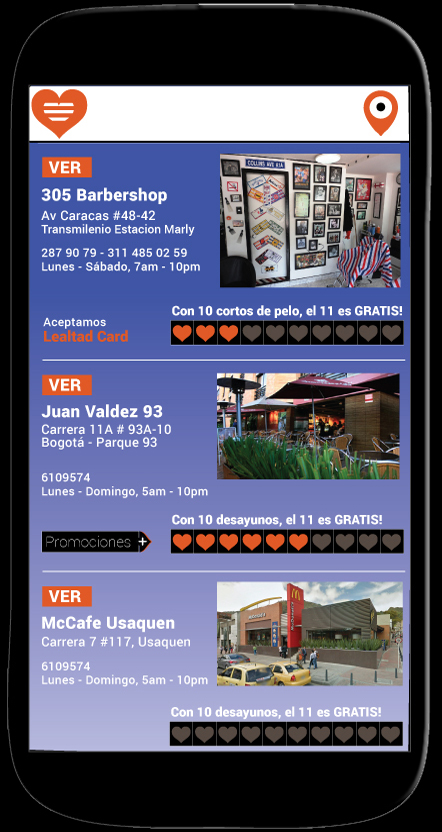 VER
305 Barbershop
Av Caracas #48-42
Transmilenio Estacion Marly
287 90 79 - 311 485 02 59
Lunes - Sábado, 7am - 10pm
COLLINS AVE
Con 10 cortos de pelo, el 11 es GRATIS!
Aceptamos
Lealtad Card
VER
Juan Valdez 93
Carrera 11A # 93A-10
Bogotá - Parque 93
6109574
Lunes - Domingo, 5am - 10pm
Con 10 desayunos, el 11 es GRATIS!
Promociones +
VER
McCafe Usaquen
Carrera 7 #117, Usaquen
6109574
Lunes - Domingo, 5am - 10pm
Con 10 desayunos, el 11 es GRATIS!